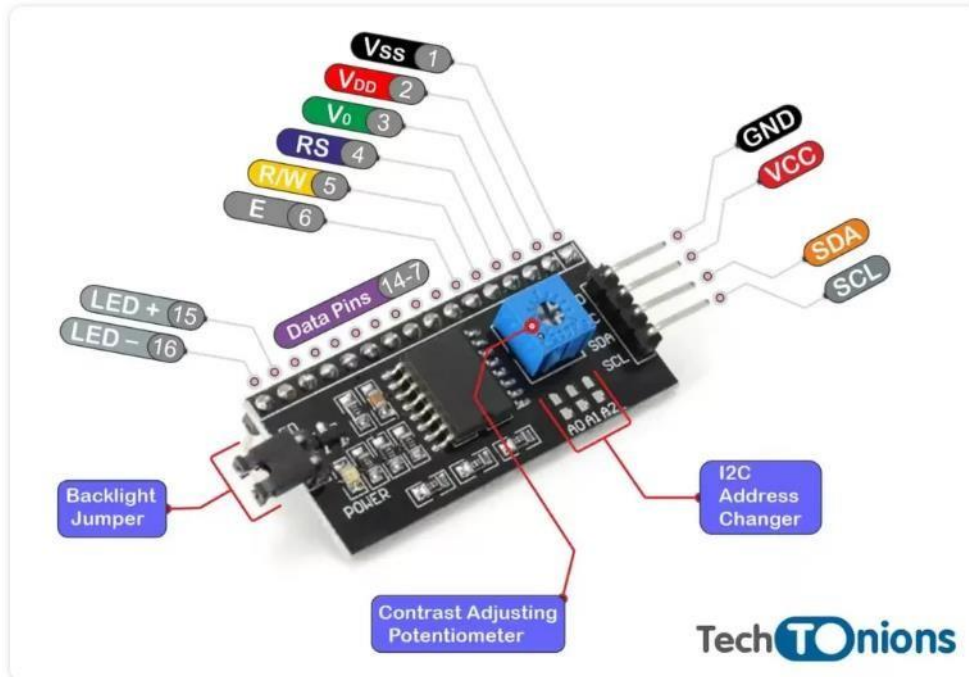 Vss 1
VDD 2
V0 3
RS 4
R/W 5
E 6
Data Pins 14-7
LED + 15
LED – 16
GND
VCC
SDA
SCL
SDA
SCL
A0 A1 A2
POWER
Backlight
Jumper
I2C
Address
Changer
Contrast Adjusting
Potentiometer
TechTOnions